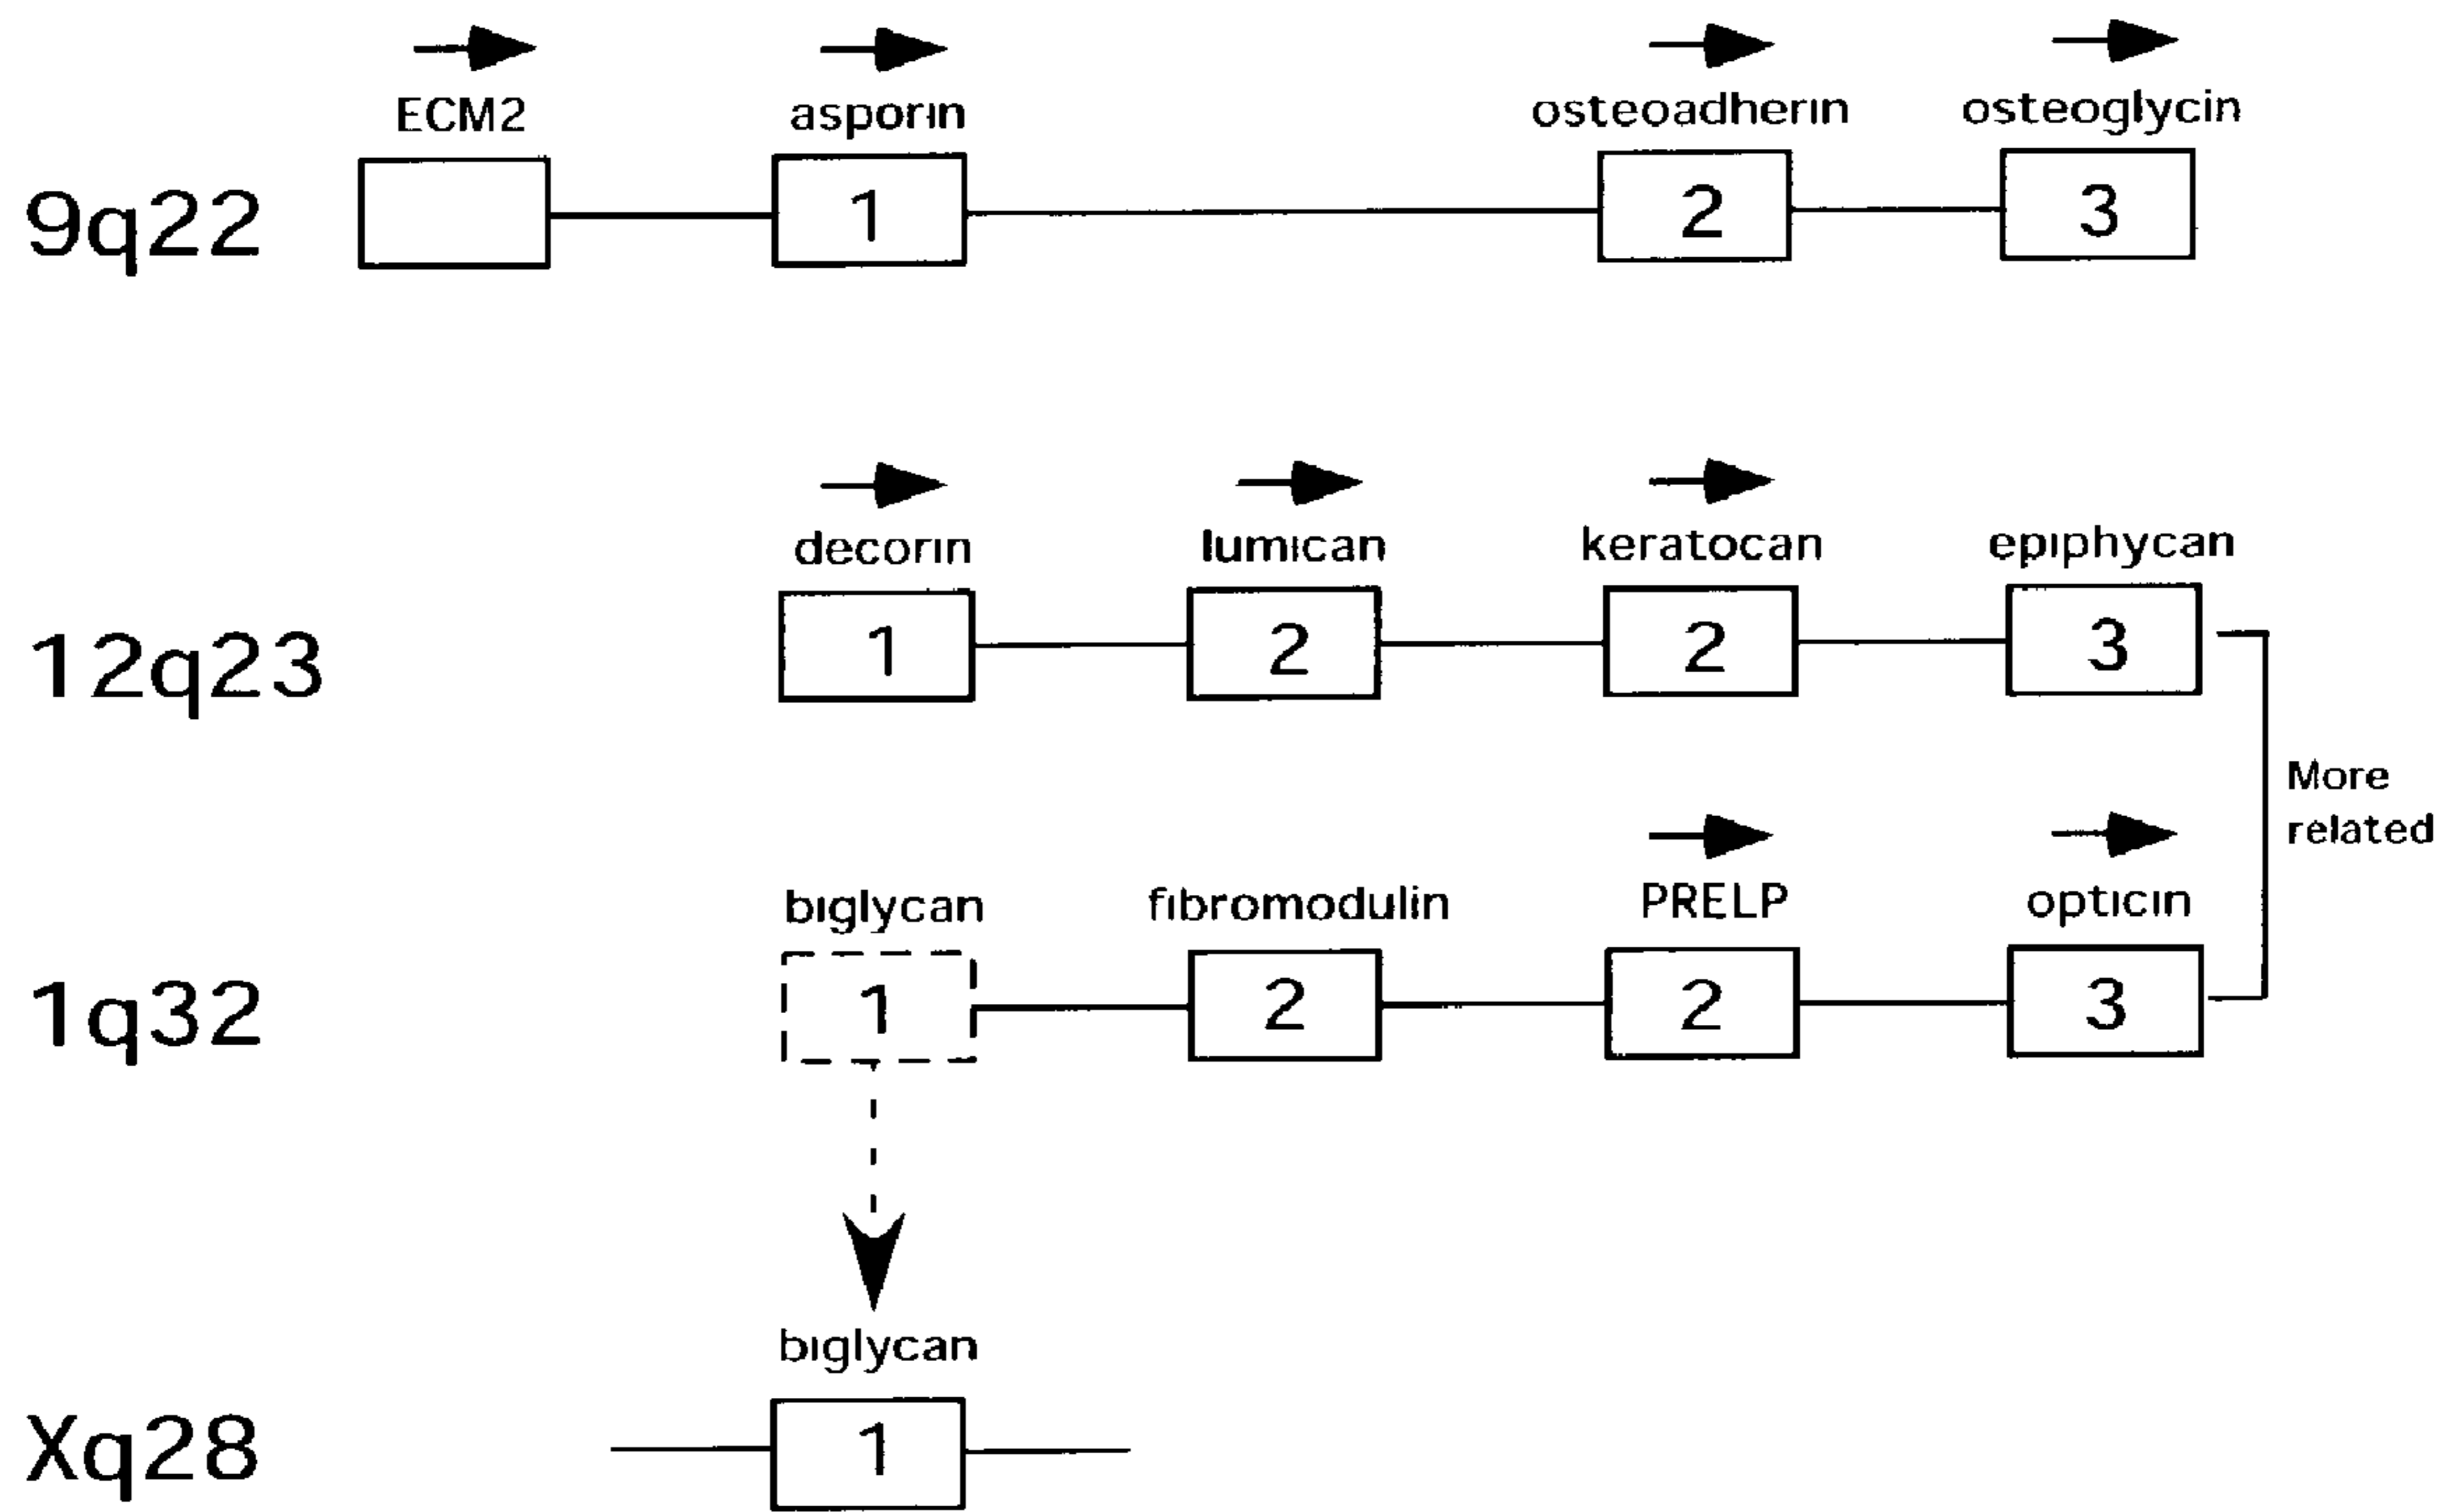 ECM2 asporin osteoadherin osteoglycin
9q22 1 2 3
decorin lumican keratocan epiphycan
12q23 1 2 2 3
More
related
biglycan fibromodulin PRELP opticin
1q32 1 2 2 3
biglycan
Xq28 1